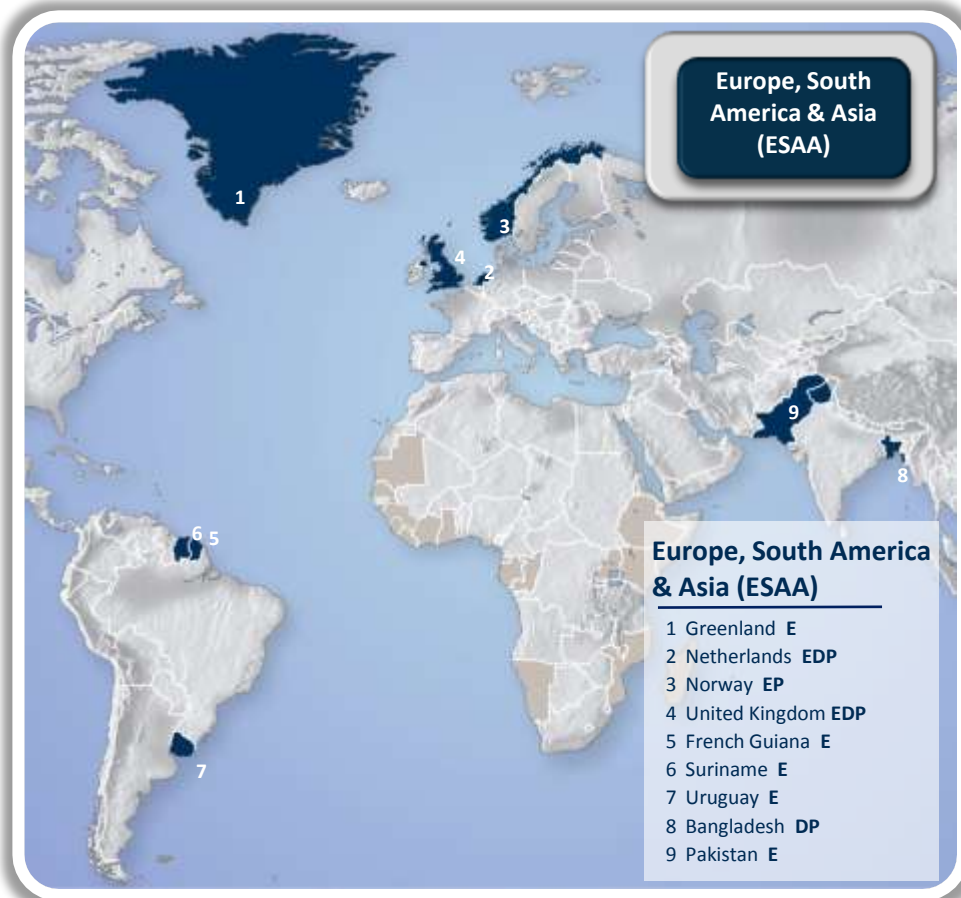 Europe, South
America & Asia
(ESAA)
1
3
4
2
9
8
6 5
7
Europe, South America
& Asia (ESAA)
1 Greenland E
2 Netherlands EDP
3 Norway EP
4 United Kingdom EDP
5 French Guiana E
6 Suriname E
7 Uruguay E
8 Bangladesh DP
9 Pakistan E